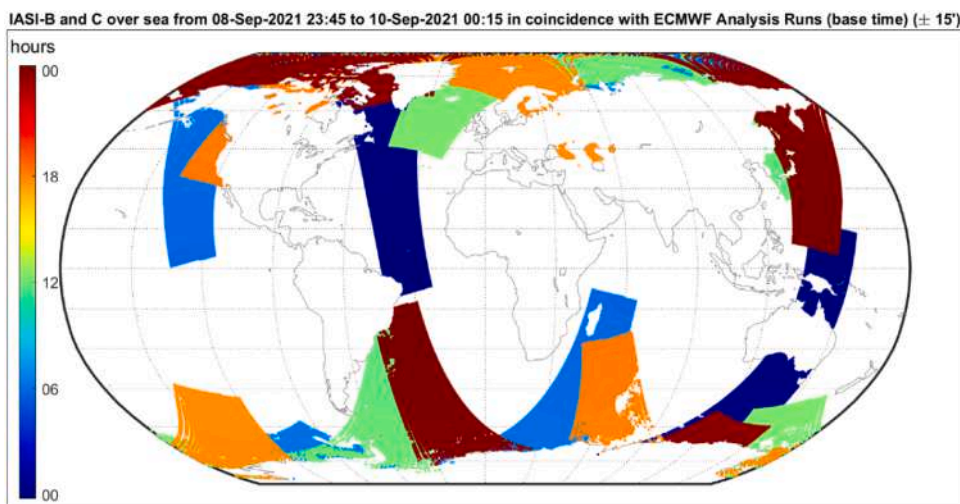 IASI-B and C over sea from 08-Sep-2021 23:45 to 10-Sep-2021 00:15 in coincidence with ECMWF Analysis Runs (base time) (± 15')
hours
00
18
12
06
00